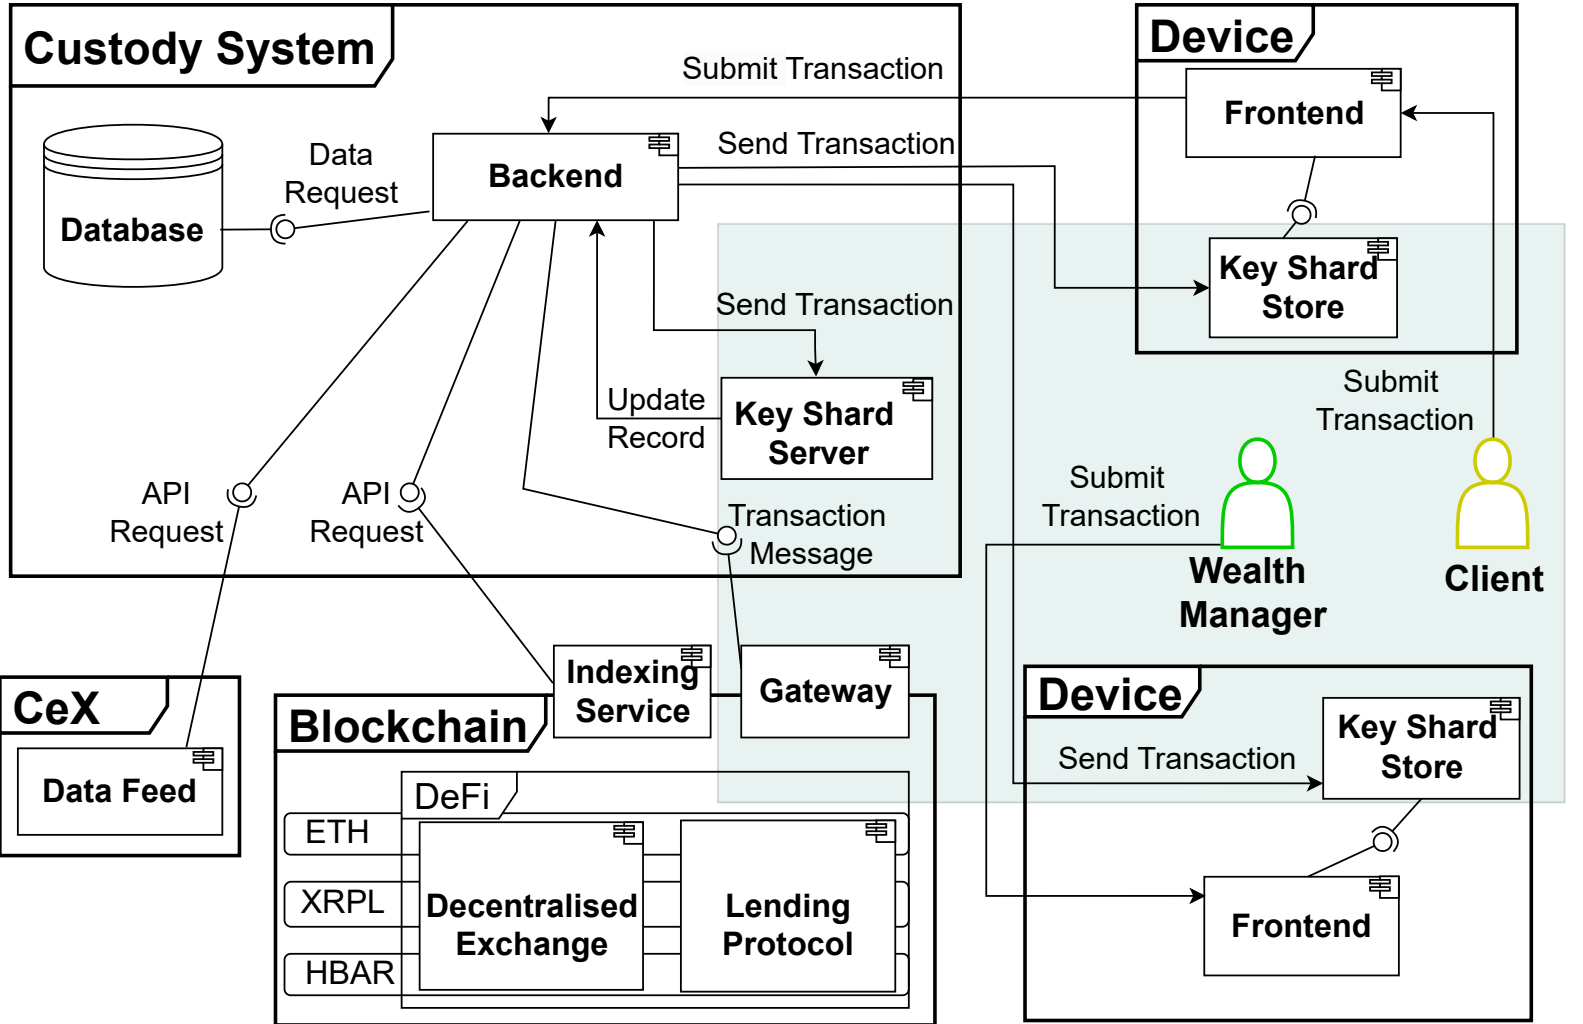 Custody System
Device
Submit Transaction
Frontend
Data
Request
Send Transaction
Backend
Database
Key Shard
Store
Send Transaction
Update
Record
Key Shard
Server
Submit
Transaction
Submit
Transaction
API
Request
API
Request
Transaction
Message
Wealth
Manager
Client
CeX
Indexing
Service
Gateway
Device
Blockchain
Key Shard
Store
Send Transaction
Data Feed
DeFi
ETH
XRPL
HBAR
Decentralised
Exchange
Lending
Protocol
Frontend